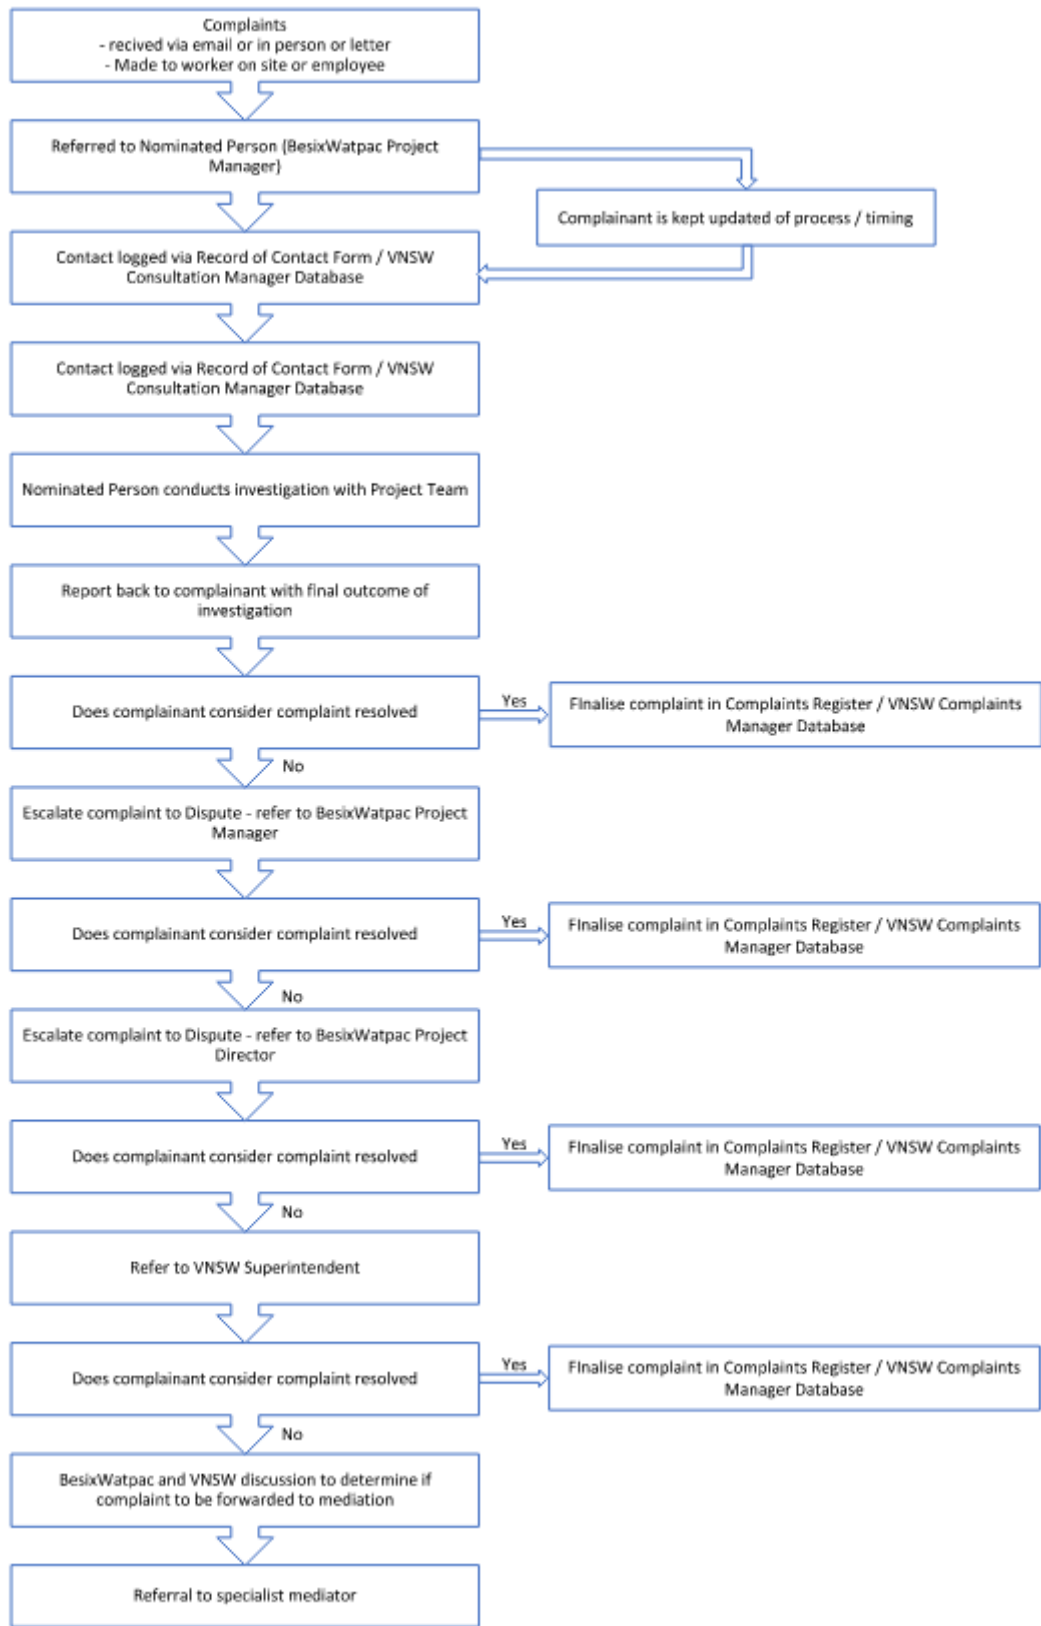 Complaints
- recived via email or in person or letter
- Made to worker on site or employee
Referred to Nominated Person (BesixWatpac Project
Manager)
Complainant is kept updated of process / timing
Contact logged via Record of Contact Form / VNSW
Consultation Manager Database
Contact logged via Record of Contact Form / VNSW
Consultation Manager Database
Nominated Person conducts investigation with Project Team
Report back to complainant with final outcome of
investigation
Does complainant consider complaint resolved
Yes
FInalise complaint in Complaints Register / VNSW Complaints
Manager Database
No
Escalate complaint to Dispute - refer to BesixWatpac Project
Manager
Does complainant consider complaint resolved
Yes
FInalise complaint in Complaints Register / VNSW Complaints
Manager Database
No
Escalate complaint to Dispute - refer to BesixWatpac Project
Director
Does complainant consider complaint resolved
Yes
FInalise complaint in Complaints Register / VNSW Complaints
Manager Database
No
Refer to VNSW Superintendent
Does complainant consider complaint resolved
Yes
FInalise complaint in Complaints Register / VNSW Complaints
Manager Database
No
BesixWatpac and VNSW discussion to determine if
complaint to be forwarded to mediation
Referral to specialist mediator